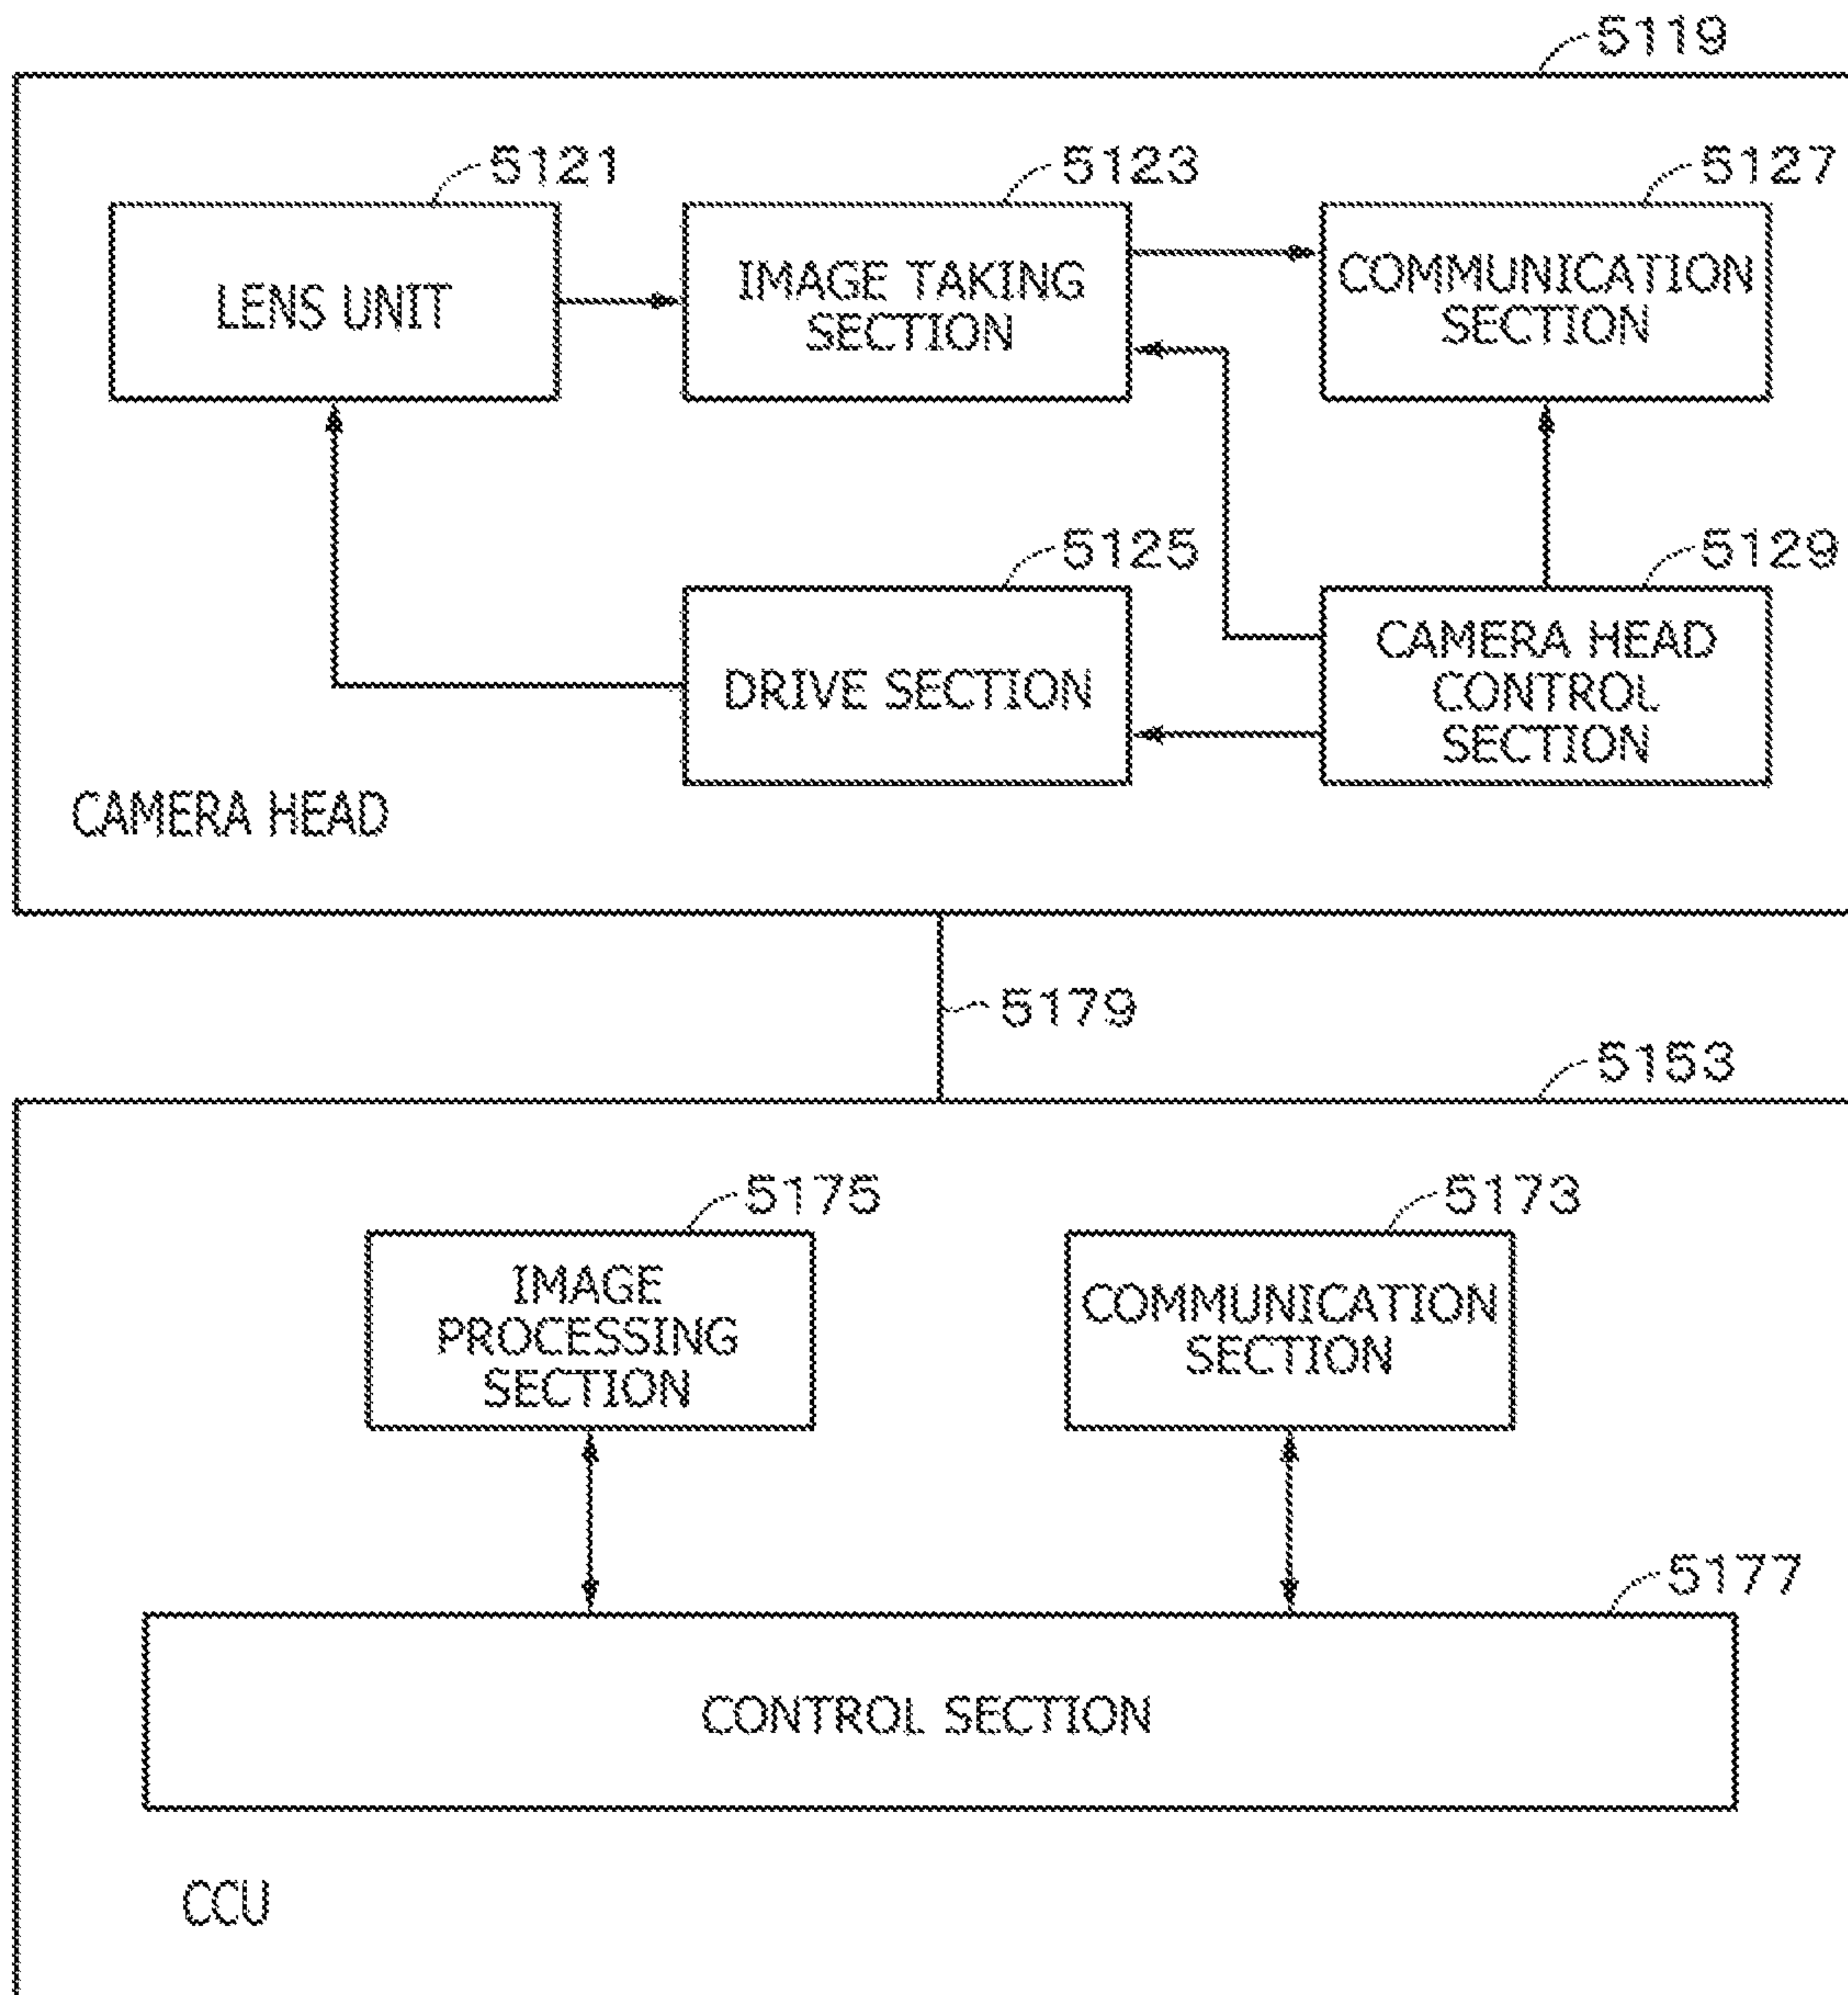 5119
5121
5123
5127
LENS UNIT
IMAGE TAKING
SECTION
COMMUNICATION
SECTION
5125
5129
DRIVE SECTION
CAMERA HEAD
CONTROL
SECTION
CAMERA HEAD
5179
5153
5175
5173
IMAGE
PROCESSING
SECTION
COMMUNICATION
SECTION
5177
CONTROL SECTION
CCU